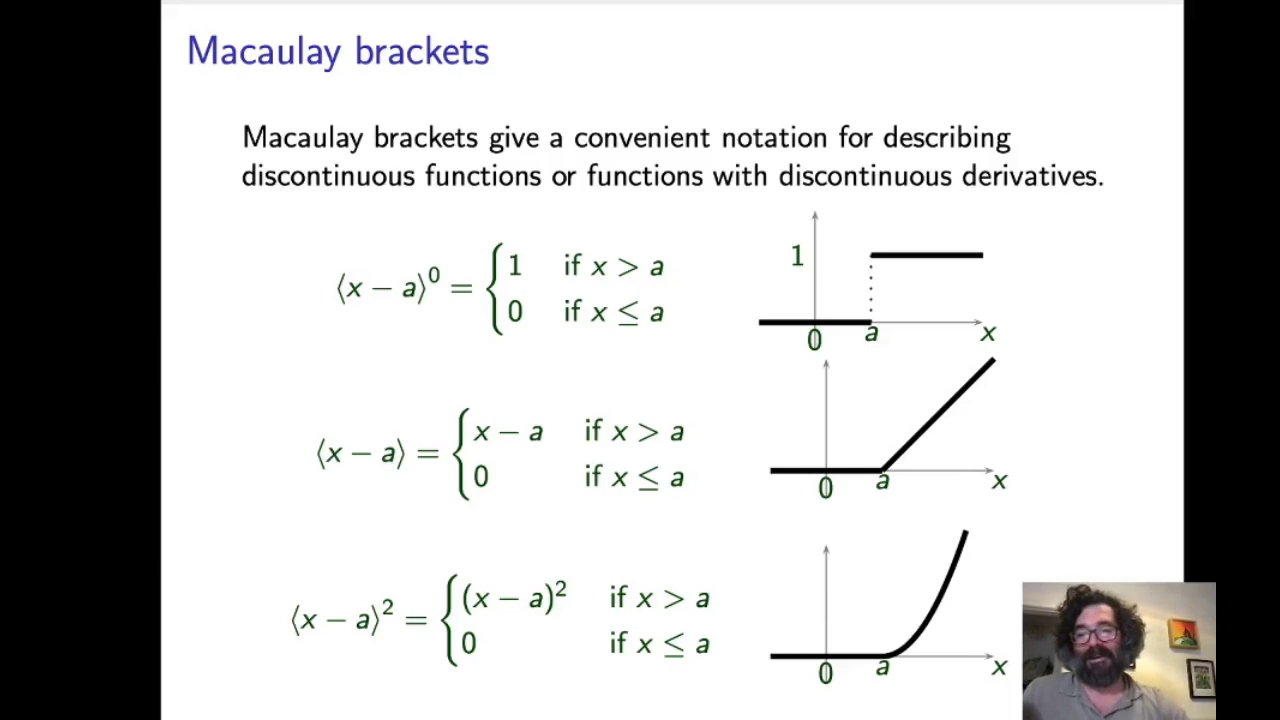 Macaulay brackets
Macaulay brackets give a convenient notation for describing
discontinuous functions or functions with discontinuous derivatives.
⟨x − a⟩⁰ = { 1 if x > a
0 if x ≤ a
1
0 a x
⟨x − a⟩ = { x − a if x > a
0 if x ≤ a
0 a x
⟨x − a⟩² = { (x − a)² if x > a
0 if x ≤ a
0 a x